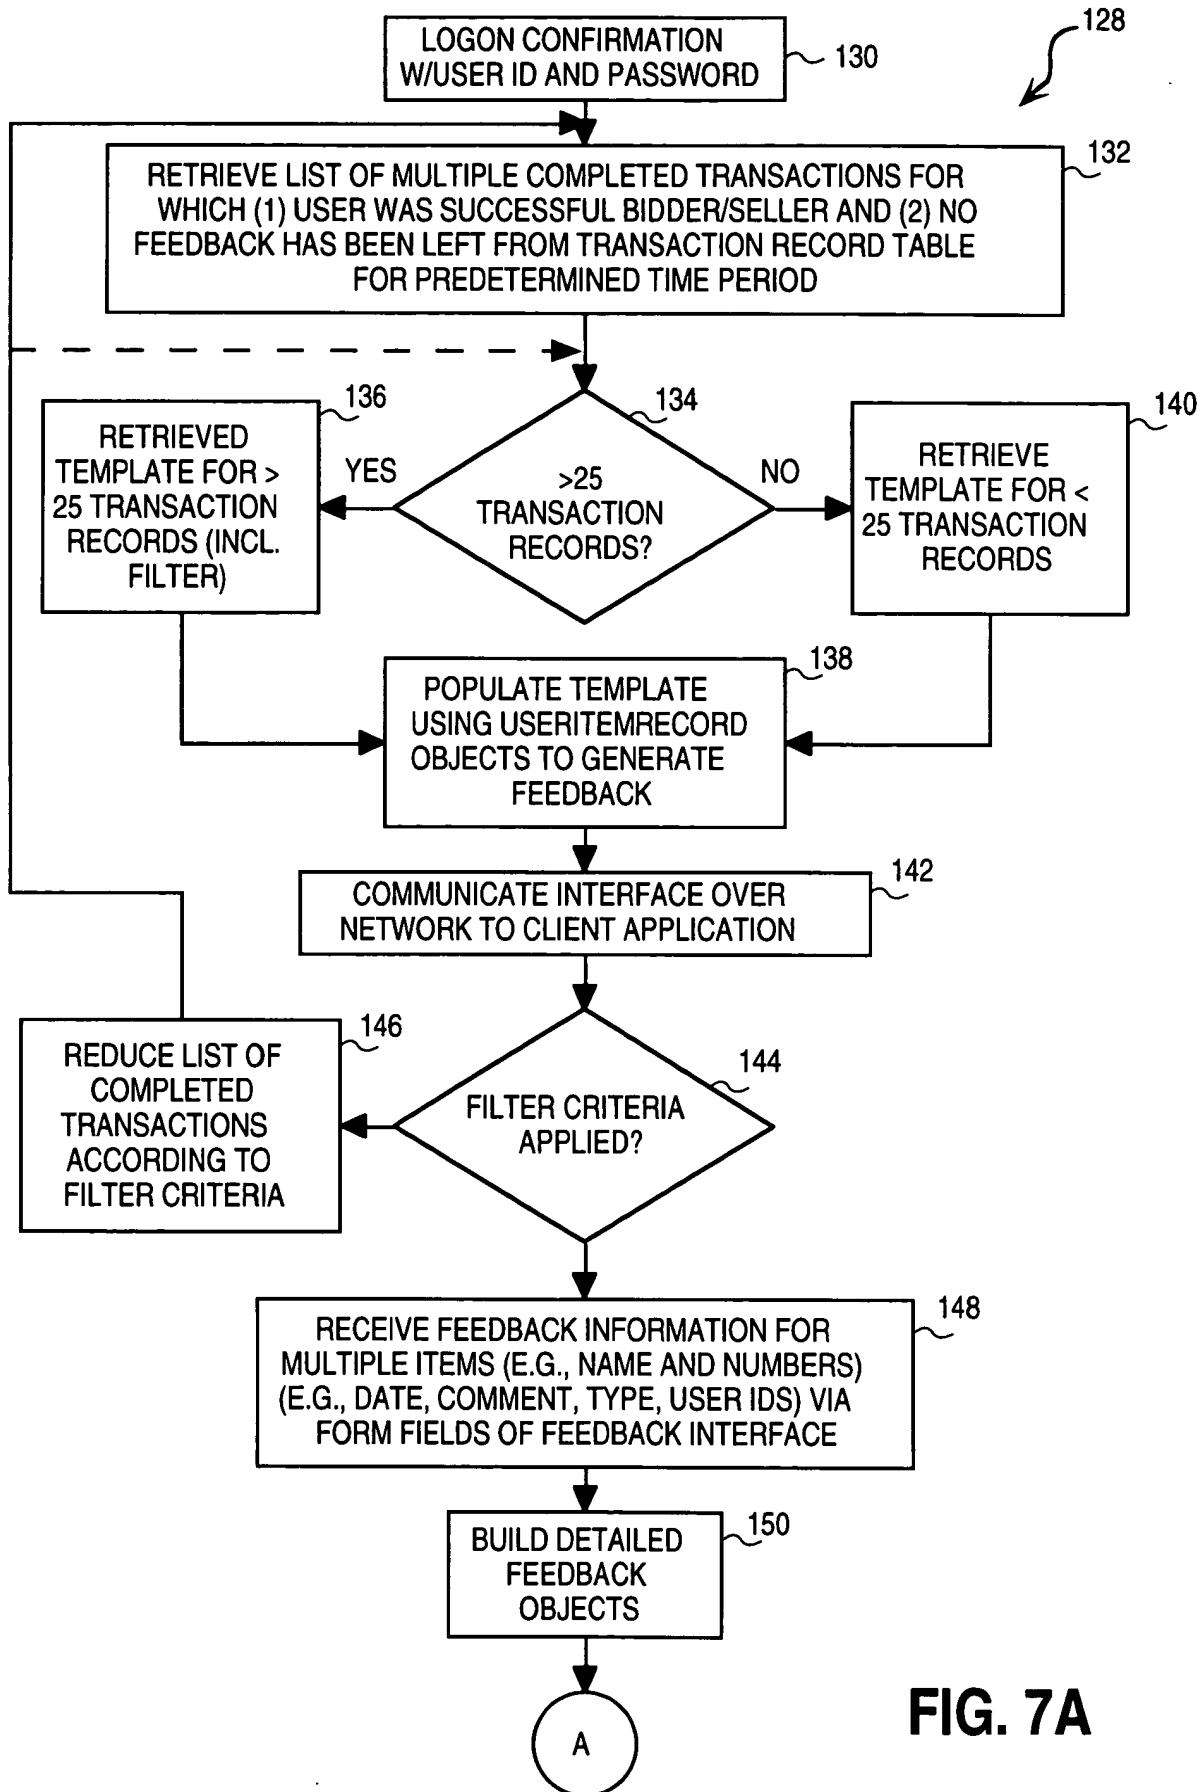 128
LOGON CONFIRMATION
W/USER ID AND PASSWORD
130
132
RETRIEVE LIST OF MULTIPLE COMPLETED TRANSACTIONS FOR
WHICH (1) USER WAS SUCCESSFUL BIDDER/SELLER AND (2) NO
FEEDBACK HAS BEEN LEFT FROM TRANSACTION RECORD TABLE
FOR PREDETERMINED TIME PERIOD
136
RETRIEVED
TEMPLATE FOR >
25 TRANSACTION
RECORDS (INCL.
FILTER)
YES
134
>25
TRANSACTION
RECORDS?
NO
140
RETRIEVE
TEMPLATE FOR <
25 TRANSACTION
RECORDS
138
POPULATE TEMPLATE
USING USERITEMRECORD
OBJECTS TO GENERATE
FEEDBACK
142
COMMUNICATE INTERFACE OVER
NETWORK TO CLIENT APPLICATION
146
REDUCE LIST OF
COMPLETED
TRANSACTIONS
ACCORDING TO
FILTER CRITERIA
144
FILTER CRITERIA
APPLIED?
148
RECEIVE FEEDBACK INFORMATION FOR
MULTIPLE ITEMS (E.G., NAME AND NUMBERS)
(E.G., DATE, COMMENT, TYPE, USER IDS) VIA
FORM FIELDS OF FEEDBACK INTERFACE
150
BUILD DETAILED
FEEDBACK
OBJECTS
A
FIG. 7A